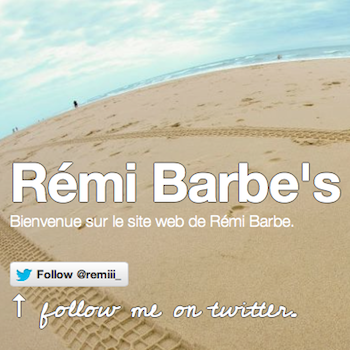 Rémi Barbe's
Bienvenue sur le site web de Rémi Barbe.
Follow @remiii_
↑ follow me on twitter.